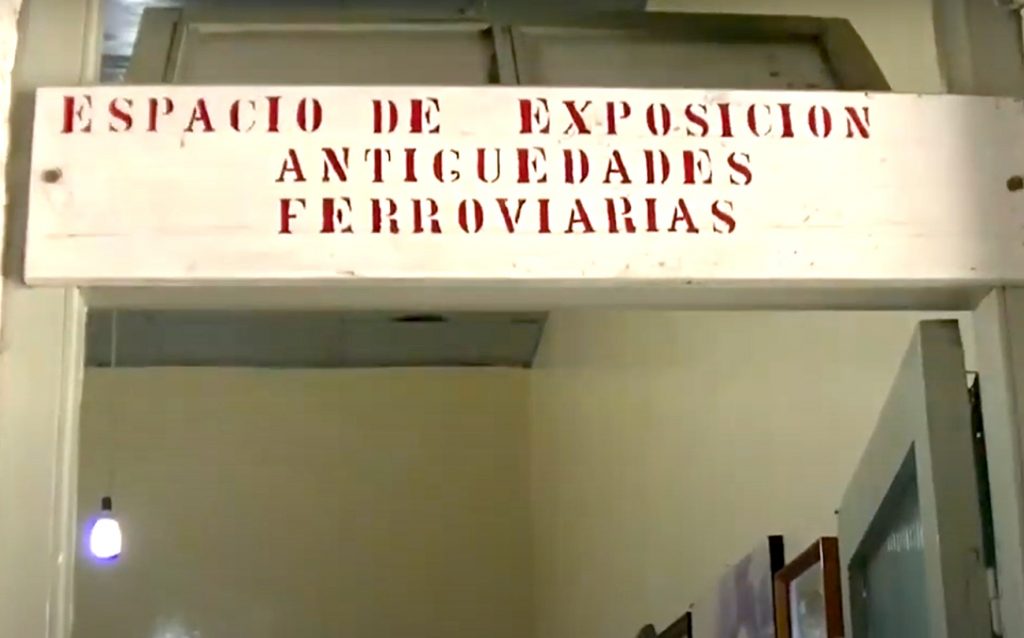 ESPACIO DE EXPOSICION
ANTIGUEDADES
FERROVIARIAS